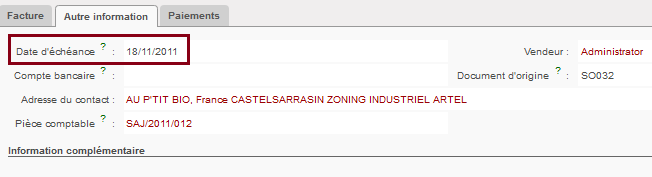 Facture Autre information Paiements
Date d'échéance ? : 18/11/2011 Vendeur : Administrator
Compte bancaire ? : Document d'origine ? : SO032
Adresse du contact : AU P'TIT BIO, France CASTELSARRASIN ZONING INDUSTRIEL ARTEL
Pièce comptable ? : SAJ/2011/012
Information complémentaire